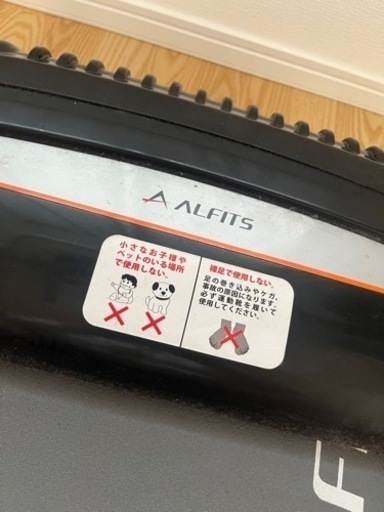 ALFITS
小さなお子様や
ペットのいる場所
で使用しない。
裸足で使用しない。
足の巻き込みやケガ、
事故の原因になります。
必ず運動靴を履いて
使用してください。
F